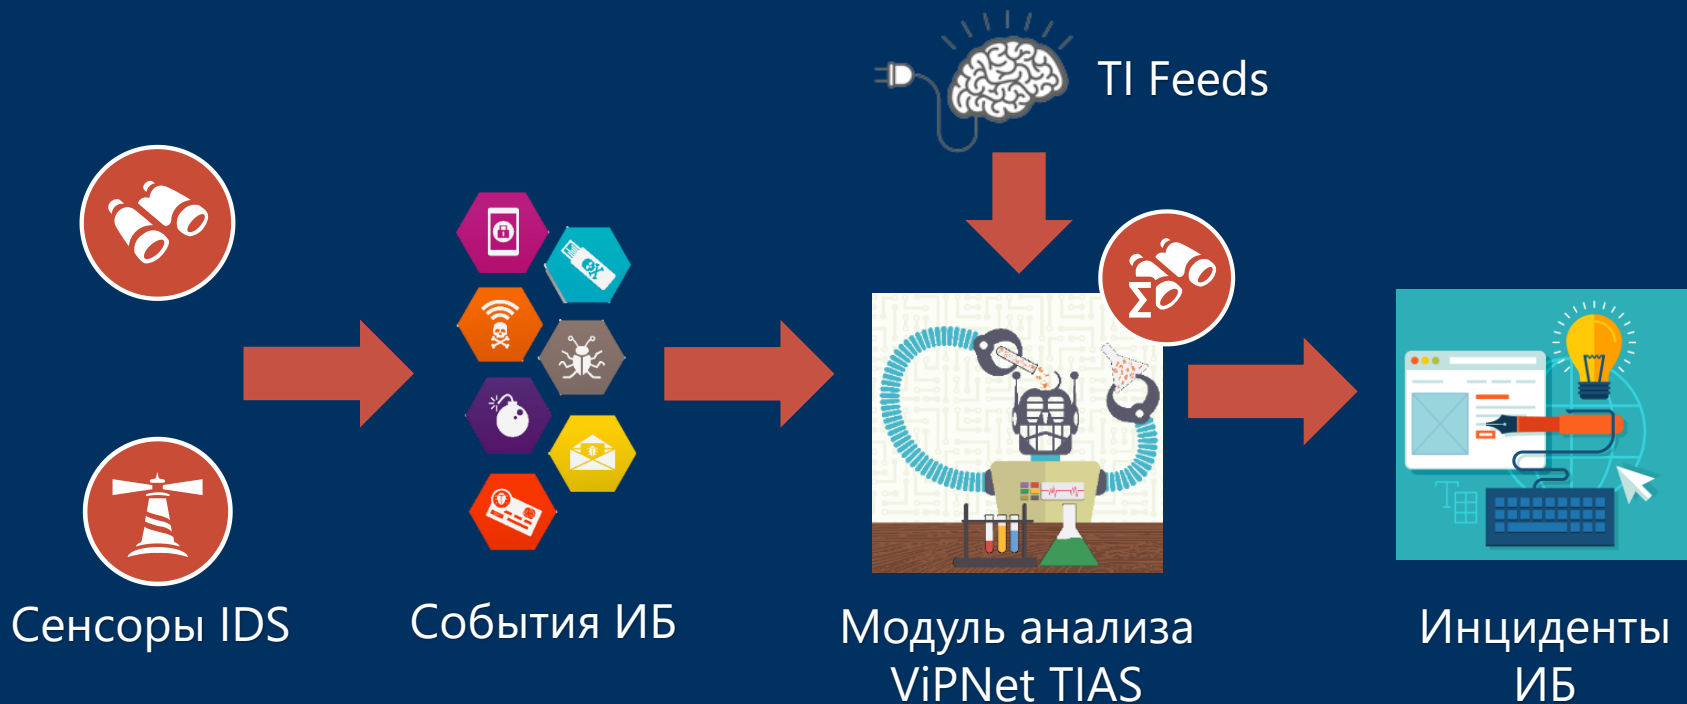 TI Feeds
Σ
Сенсоры IDS
События ИБ
Модуль анализа
ViPNet TIAS
Инциденты
ИБ